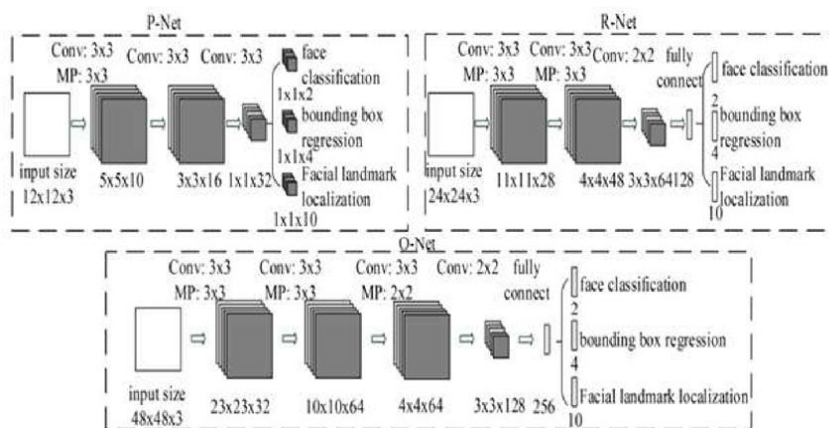 P-Net
Conv: 3x3 Conv: 3x3 Conv: 3x3
MP: 3x3
face
classification
1x1x2
bounding box
regression
1x1x4
Facial landmark
localization
1x1x10
input size
12x12x3
5x5x10 3x3x16 1x1x32
R-Net
Conv: 3x3 Conv: 3x3 Conv: 2x2 fully
MP: 3x3 MP: 3x3 connect
face classification
2
bounding box
regression
4
Facial landmark
localization
10
input size
24x24x3
11x11x28 4x4x48 3x3x64 128
O-Net
Conv: 3x3 Conv: 3x3 Conv: 3x3 Conv: 2x2 fully
MP: 3x3 MP: 3x3 MP: 2x2 connect
face classification
2
bounding box regression
4
Facial landmark localization
10
input size
48x48x3
23x23x32 10x10x64 4x4x64 3x3x128 256